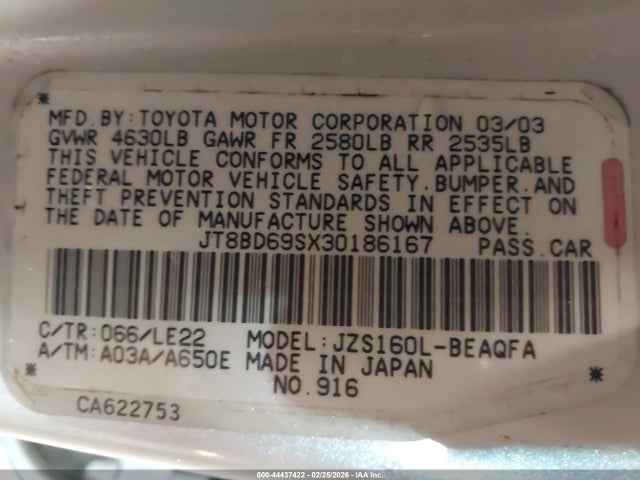 MFD.BY:TOYOTA MOTOR CORPORATION 03/03
GVWR 4630LB GAWR FR 2580LB RR 2535LB
THIS VEHICLE CONFORMS TO ALL APPLICABLE
FEDERAL MOTOR VEHICLE SAFETY.BUMPER.AND
THEFT PREVENTION STANDARDS IN EFFECT ON
THE DATE OF MANUFACTURE SHOWN ABOVE.
JT8BD69SX30186167 PASS.CAR
C/TR:066/LE22 MODEL:JZS160L-BEAQFA
A/TM:A03A/A650E MADE IN JAPAN
NO.916
CA622753
000-44437422 - 02/25/2026 - Copyright © IAA, LLC